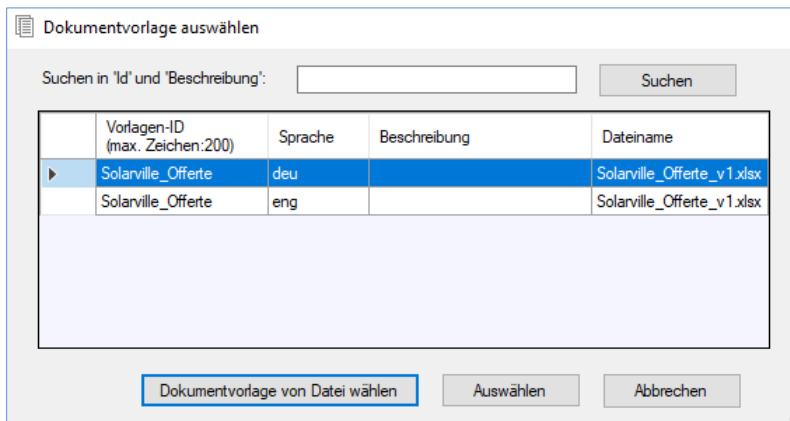 Dokumentvorlage auswählen
Suchen in 'Id' und 'Beschreibung': Suchen
Vorlagen-ID
(max. Zeichen:200) Sprache Beschreibung Dateiname
Solarville_Offerte deu Solarville_Offerte_v1.xlsx
Solarville_Offerte eng Solarville_Offerte_v1.xlsx
Dokumentvorlage von Datei wählen Auswählen Abbrechen